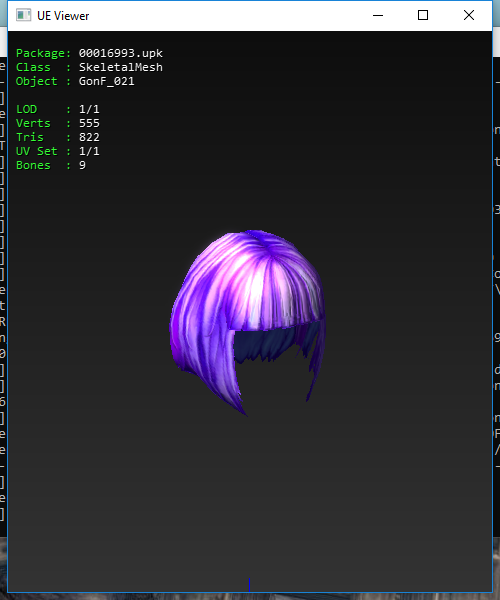 UE Viewer
Package: 00016993.upk
Class : SkeletalMesh
Object : GonF_021
LOD : 1/1
Verts : 555
Tris : 822
UV Set : 1/1
Bones : 9